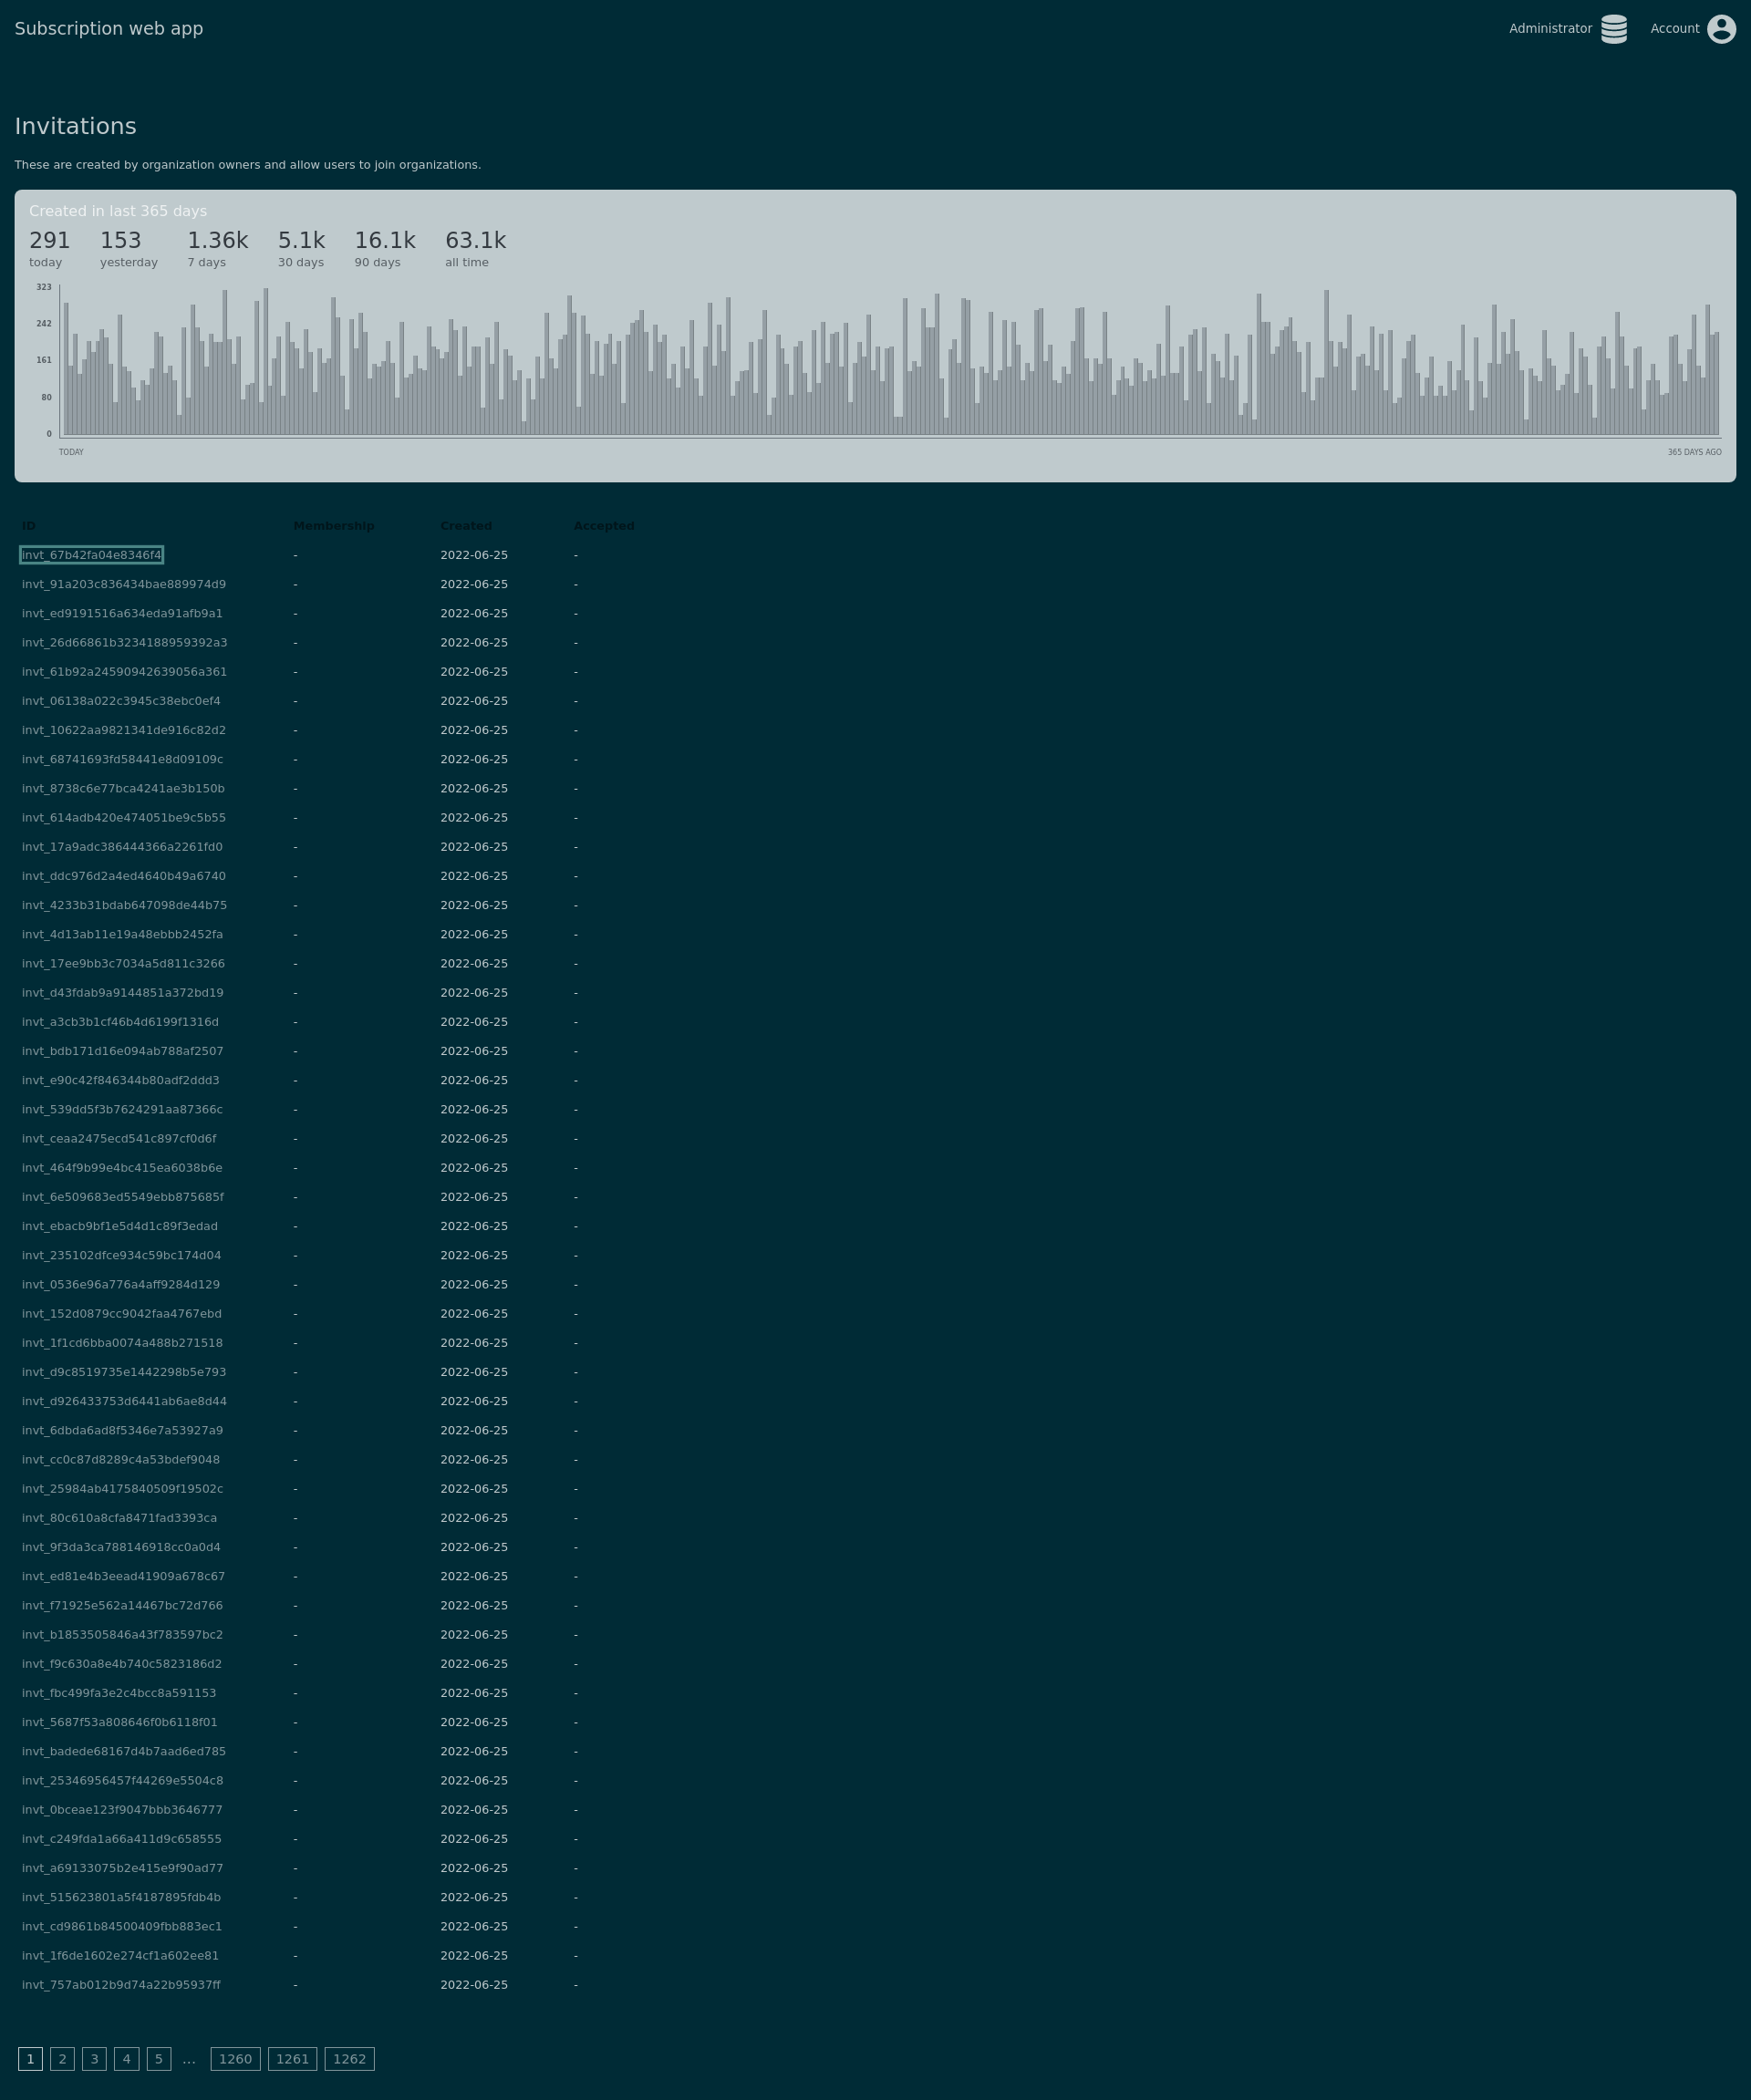 Subscription web app
Administrator
Account
Invitations
These are created by organization owners and allow users to join organizations.
Created in last 365 days
291 153 1.36k 5.1k 16.1k 63.1k
today yesterday 7 days 30 days 90 days all time
323
242
161
80
0
TODAY 365 DAYS AGO
ID Membership Created Accepted
invt_67b42fa04e8346f4 - 2022-06-25 -
invt_91a203c836434bae889974d9 - 2022-06-25 -
invt_ed9191516a634eda91afb9a1 - 2022-06-25 -
invt_26d66861b3234188959392a3 - 2022-06-25 -
invt_61b92a24590942639056a361 - 2022-06-25 -
invt_06138a022c3945c38ebc0ef4 - 2022-06-25 -
invt_10622aa9821341de916c82d2 - 2022-06-25 -
invt_68741693fd58441e8d09109c - 2022-06-25 -
invt_8738c6e77bca4241ae3b150b - 2022-06-25 -
invt_614adb420e474051be9c5b55 - 2022-06-25 -
invt_17a9adc386444366a2261fd0 - 2022-06-25 -
invt_ddc976d2a4ed4640b49a6740 - 2022-06-25 -
invt_4233b31bdab647098de44b75 - 2022-06-25 -
invt_4d13ab11e19a48ebbb2452fa - 2022-06-25 -
invt_17ee9bb3c7034a5d811c3266 - 2022-06-25 -
invt_d43fdab9a9144851a372bd19 - 2022-06-25 -
invt_a3cb3b1cf46b4d6199f1316d - 2022-06-25 -
invt_bdb171d16e094ab788af2507 - 2022-06-25 -
invt_e90c42f846344b80adf2ddd3 - 2022-06-25 -
invt_539dd5f3b7624291aa87366c - 2022-06-25 -
invt_ceaa2475ecd541c897cf0d6f - 2022-06-25 -
invt_464f9b99e4bc415ea6038b6e - 2022-06-25 -
invt_6e509683ed5549ebb875685f - 2022-06-25 -
invt_ebacb9bf1e5d4d1c89f3edad - 2022-06-25 -
invt_235102dfce934c59bc174d04 - 2022-06-25 -
invt_0536e96a776a4aff9284d129 - 2022-06-25 -
invt_152d0879cc9042faa4767ebd - 2022-06-25 -
invt_1f1cd6bba0074a488b271518 - 2022-06-25 -
invt_d9c8519735e1442298b5e793 - 2022-06-25 -
invt_d926433753d6441ab6ae8d44 - 2022-06-25 -
invt_6dbda6ad8f5346e7a53927a9 - 2022-06-25 -
invt_cc0c87d8289c4a53bdef9048 - 2022-06-25 -
invt_25984ab4175840509f19502c - 2022-06-25 -
invt_80c610a8cfa8471fad3393ca - 2022-06-25 -
invt_9f3da3ca788146918cc0a0d4 - 2022-06-25 -
invt_ed81e4b3eead41909a678c67 - 2022-06-25 -
invt_f71925e562a14467bc72d766 - 2022-06-25 -
invt_b1853505846a43f783597bc2 - 2022-06-25 -
invt_f9c630a8e4b740c5823186d2 - 2022-06-25 -
invt_fbc499fa3e2c4bcc8a591153 - 2022-06-25 -
invt_5687f53a808646f0b6118f01 - 2022-06-25 -
invt_badede68167d4b7aad6ed785 - 2022-06-25 -
invt_25346956457f44269e5504c8 - 2022-06-25 -
invt_0bceae123f9047bbb3646777 - 2022-06-25 -
invt_c249fda1a66a411d9c658555 - 2022-06-25 -
invt_a69133075b2e415e9f90ad77 - 2022-06-25 -
invt_515623801a5f4187895fdb4b - 2022-06-25 -
invt_cd9861b84500409fbb883ec1 - 2022-06-25 -
invt_1f6de1602e274cf1a602ee81 - 2022-06-25 -
invt_757ab012b9d74a22b95937ff - 2022-06-25 -
1 2 3 4 5 ... 1260 1261 1262